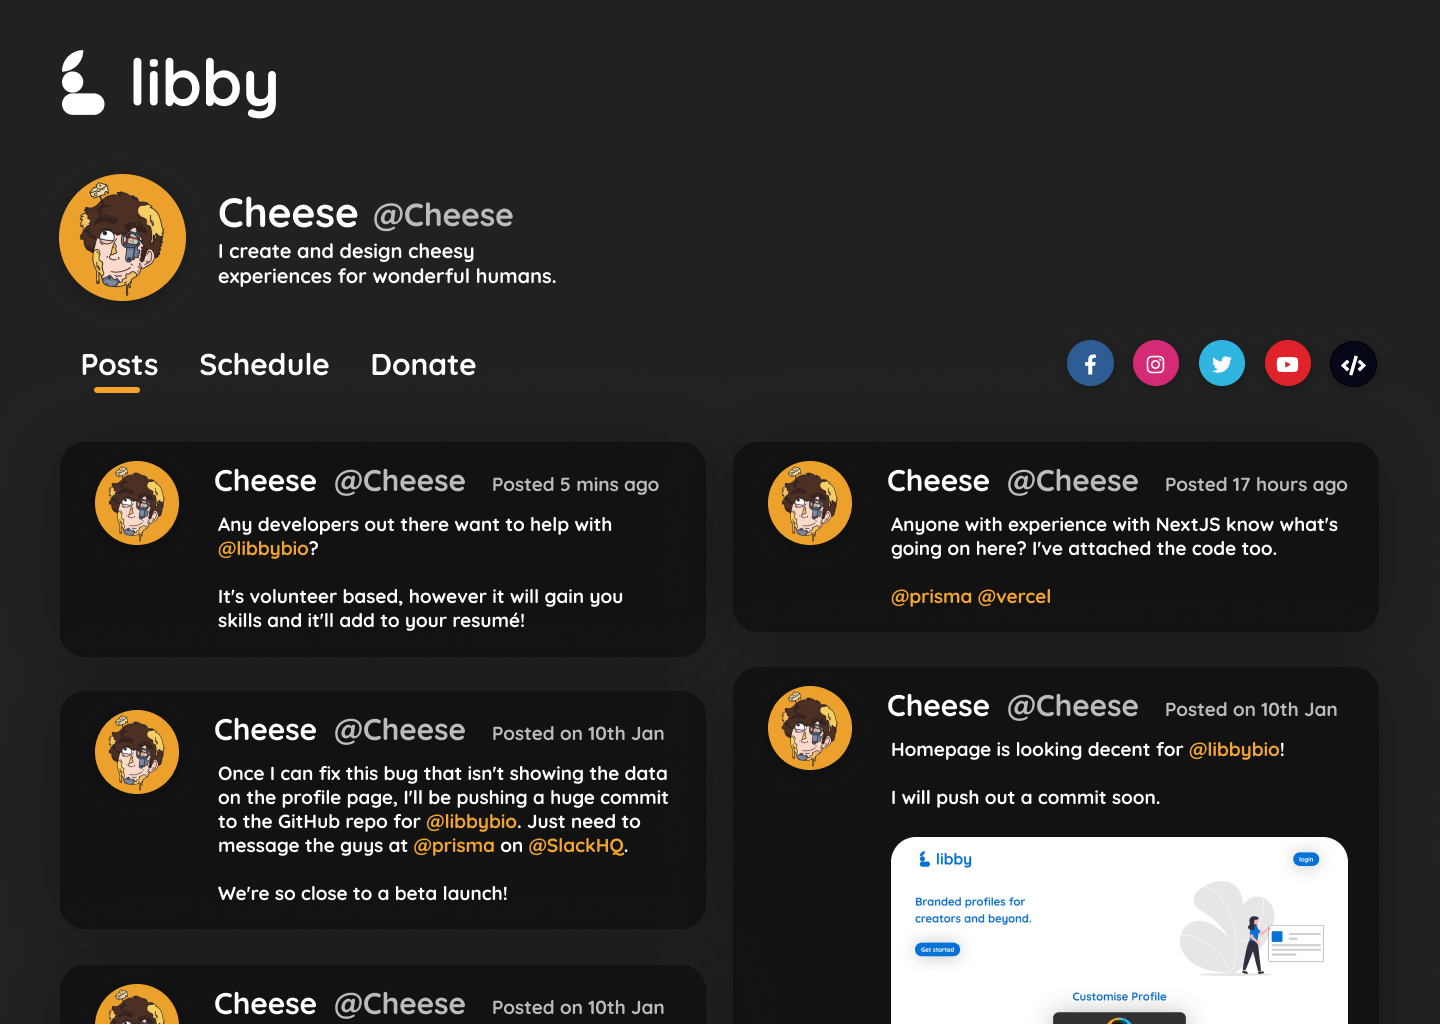 libby
Cheese @Cheese
I create and design cheesy
experiences for wonderful humans.
Posts Schedule Donate
Cheese @Cheese Posted 5 mins ago
Any developers out there want to help with
@libbybio?
It's volunteer based, however it will gain you
skills and it'll add to your resumé!
Cheese @Cheese Posted on 10th Jan
Once I can fix this bug that isn't showing the data
on the profile page, I'll be pushing a huge commit
to the GitHub repo for @libbybio. Just need to
message the guys at @prisma on @SlackHQ.
We're so close to a beta launch!
Cheese @Cheese Posted on 10th Jan
Cheese @Cheese Posted 17 hours ago
Anyone with experience with NextJS know what's
going on here? I've attached the code too.
@prisma @vercel
Cheese @Cheese Posted on 10th Jan
Homepage is looking decent for @libbybio!
I will push out a commit soon.
libby login
Branded profiles for
creators and beyond.
Get started
Customise Profile